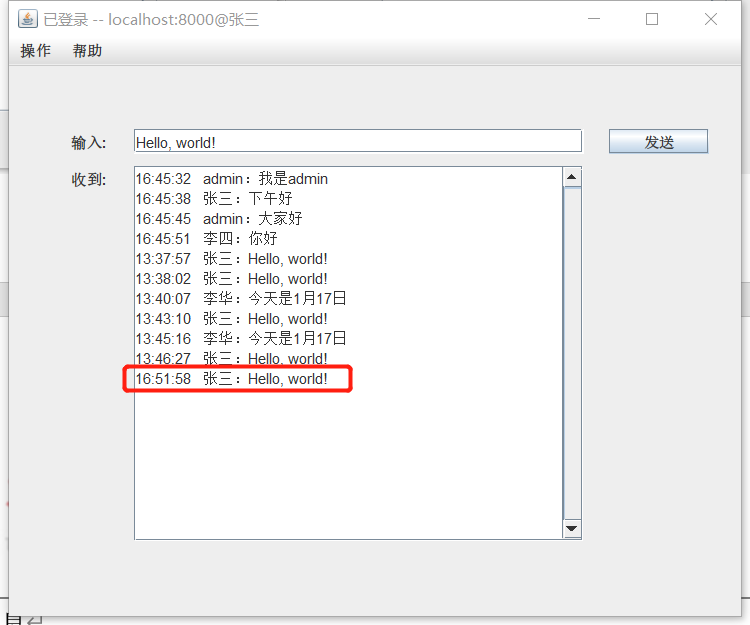 已登录 -- localhost:8000@张三
操作 帮助
输入: Hello, world! 发送
收到:
16:45:32 admin：我是admin
16:45:38 张三：下午好
16:45:45 admin：大家好
16:45:51 李四：你好
13:37:57 张三：Hello, world!
13:38:02 张三：Hello, world!
13:40:07 李华：今天是1月17日
13:43:10 张三：Hello, world!
13:45:16 李华：今天是1月17日
13:46:27 张三：Hello, world!
16:51:58 张三：Hello, world!